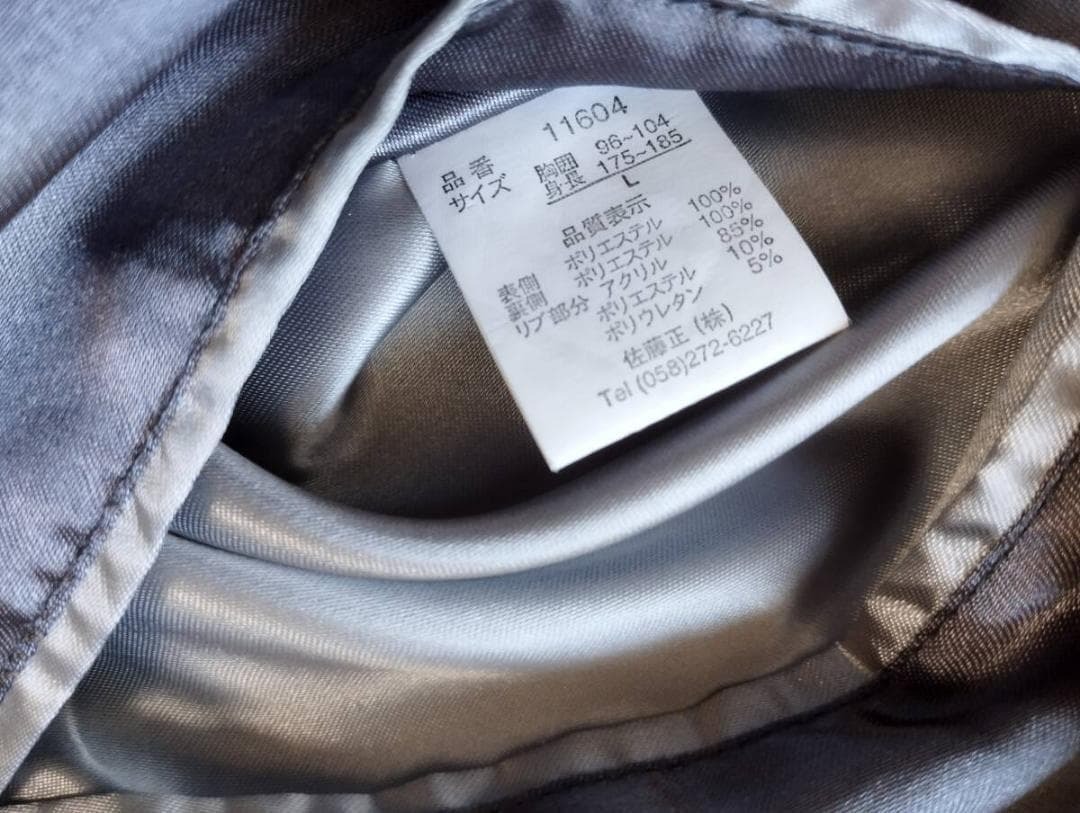 品番 11604
サイズ 胸囲 96~104
身長 175~185
L
品質表示
表側 ポリエステル 100%
裏側 ポリエステル 100%
リブ部分 アクリル 85%
ポリエステル 10%
ポリウレタン 5%
佐藤正(株)
Tel (058)272-6227